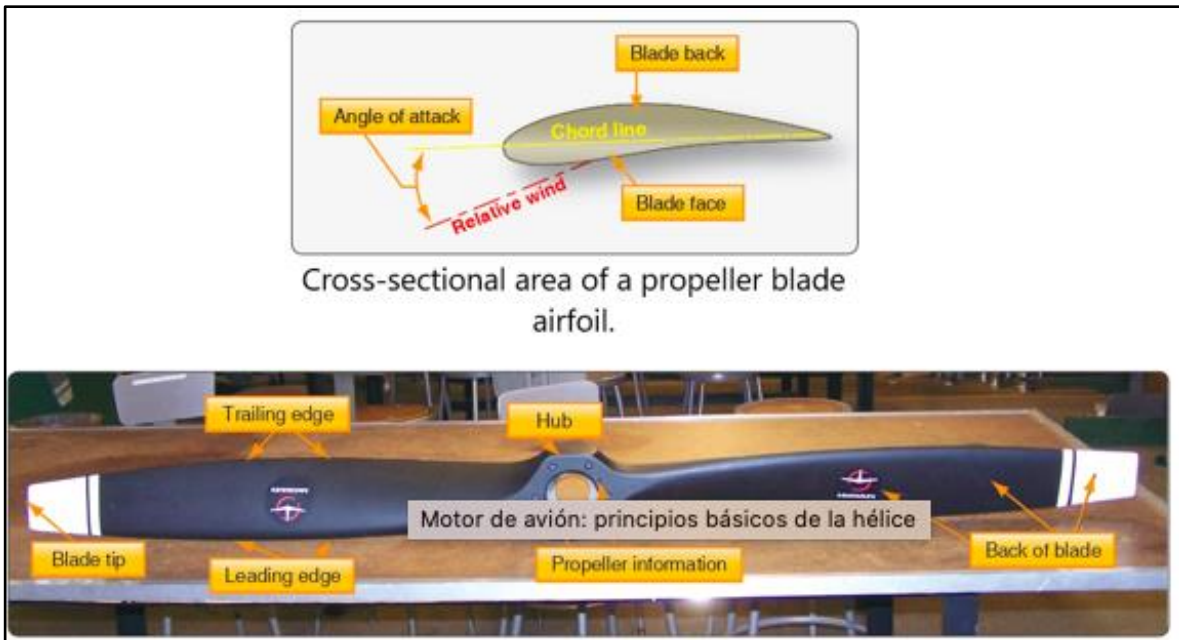 Blade back
Angle of attack
Chord line
Relative wind
Blade face
Cross-sectional area of a propeller blade
airfoil.
Trailing edge
Hub
Motor de avión: principios básicos de la hélice
Blade tip
Leading edge
Propeller information
Back of blade